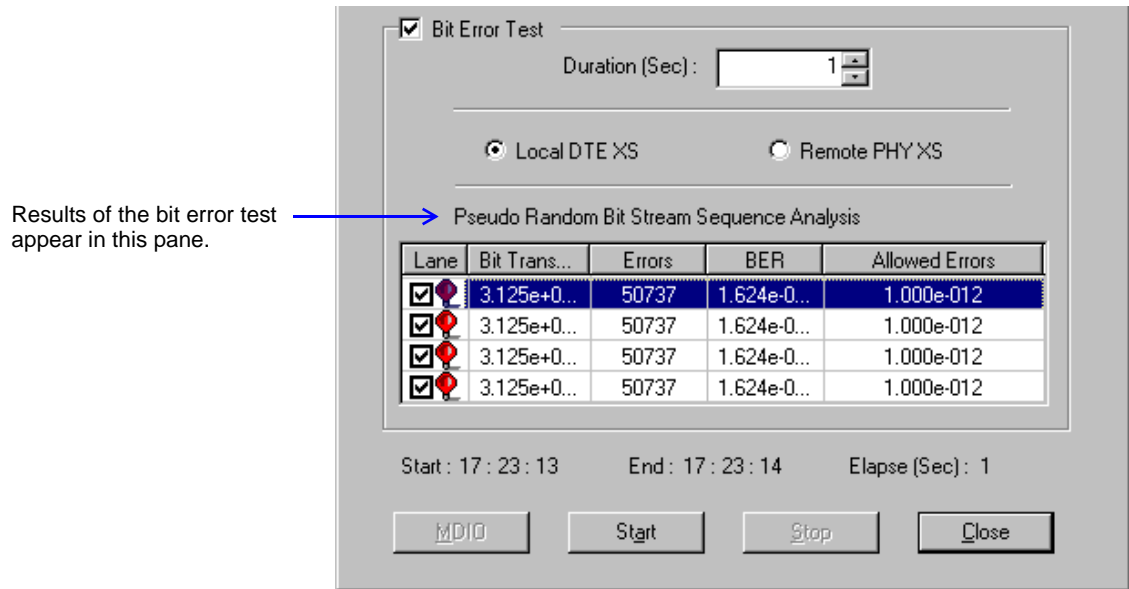 Bit Error Test
Duration (Sec) : 1
Local DTE XS Remote PHY XS
Results of the bit error test
appear in this pane.
Pseudo Random Bit Stream Sequence Analysis
Lane Bit Trans... Errors BER Allowed Errors
3.125e+0... 50737 1.624e-0... 1.000e-012
3.125e+0... 50737 1.624e-0... 1.000e-012
3.125e+0... 50737 1.624e-0... 1.000e-012
3.125e+0... 50737 1.624e-0... 1.000e-012
Start : 17 : 23 : 13 End : 17 : 23 : 14 Elapse (Sec) : 1
MDIO Start Stop Close